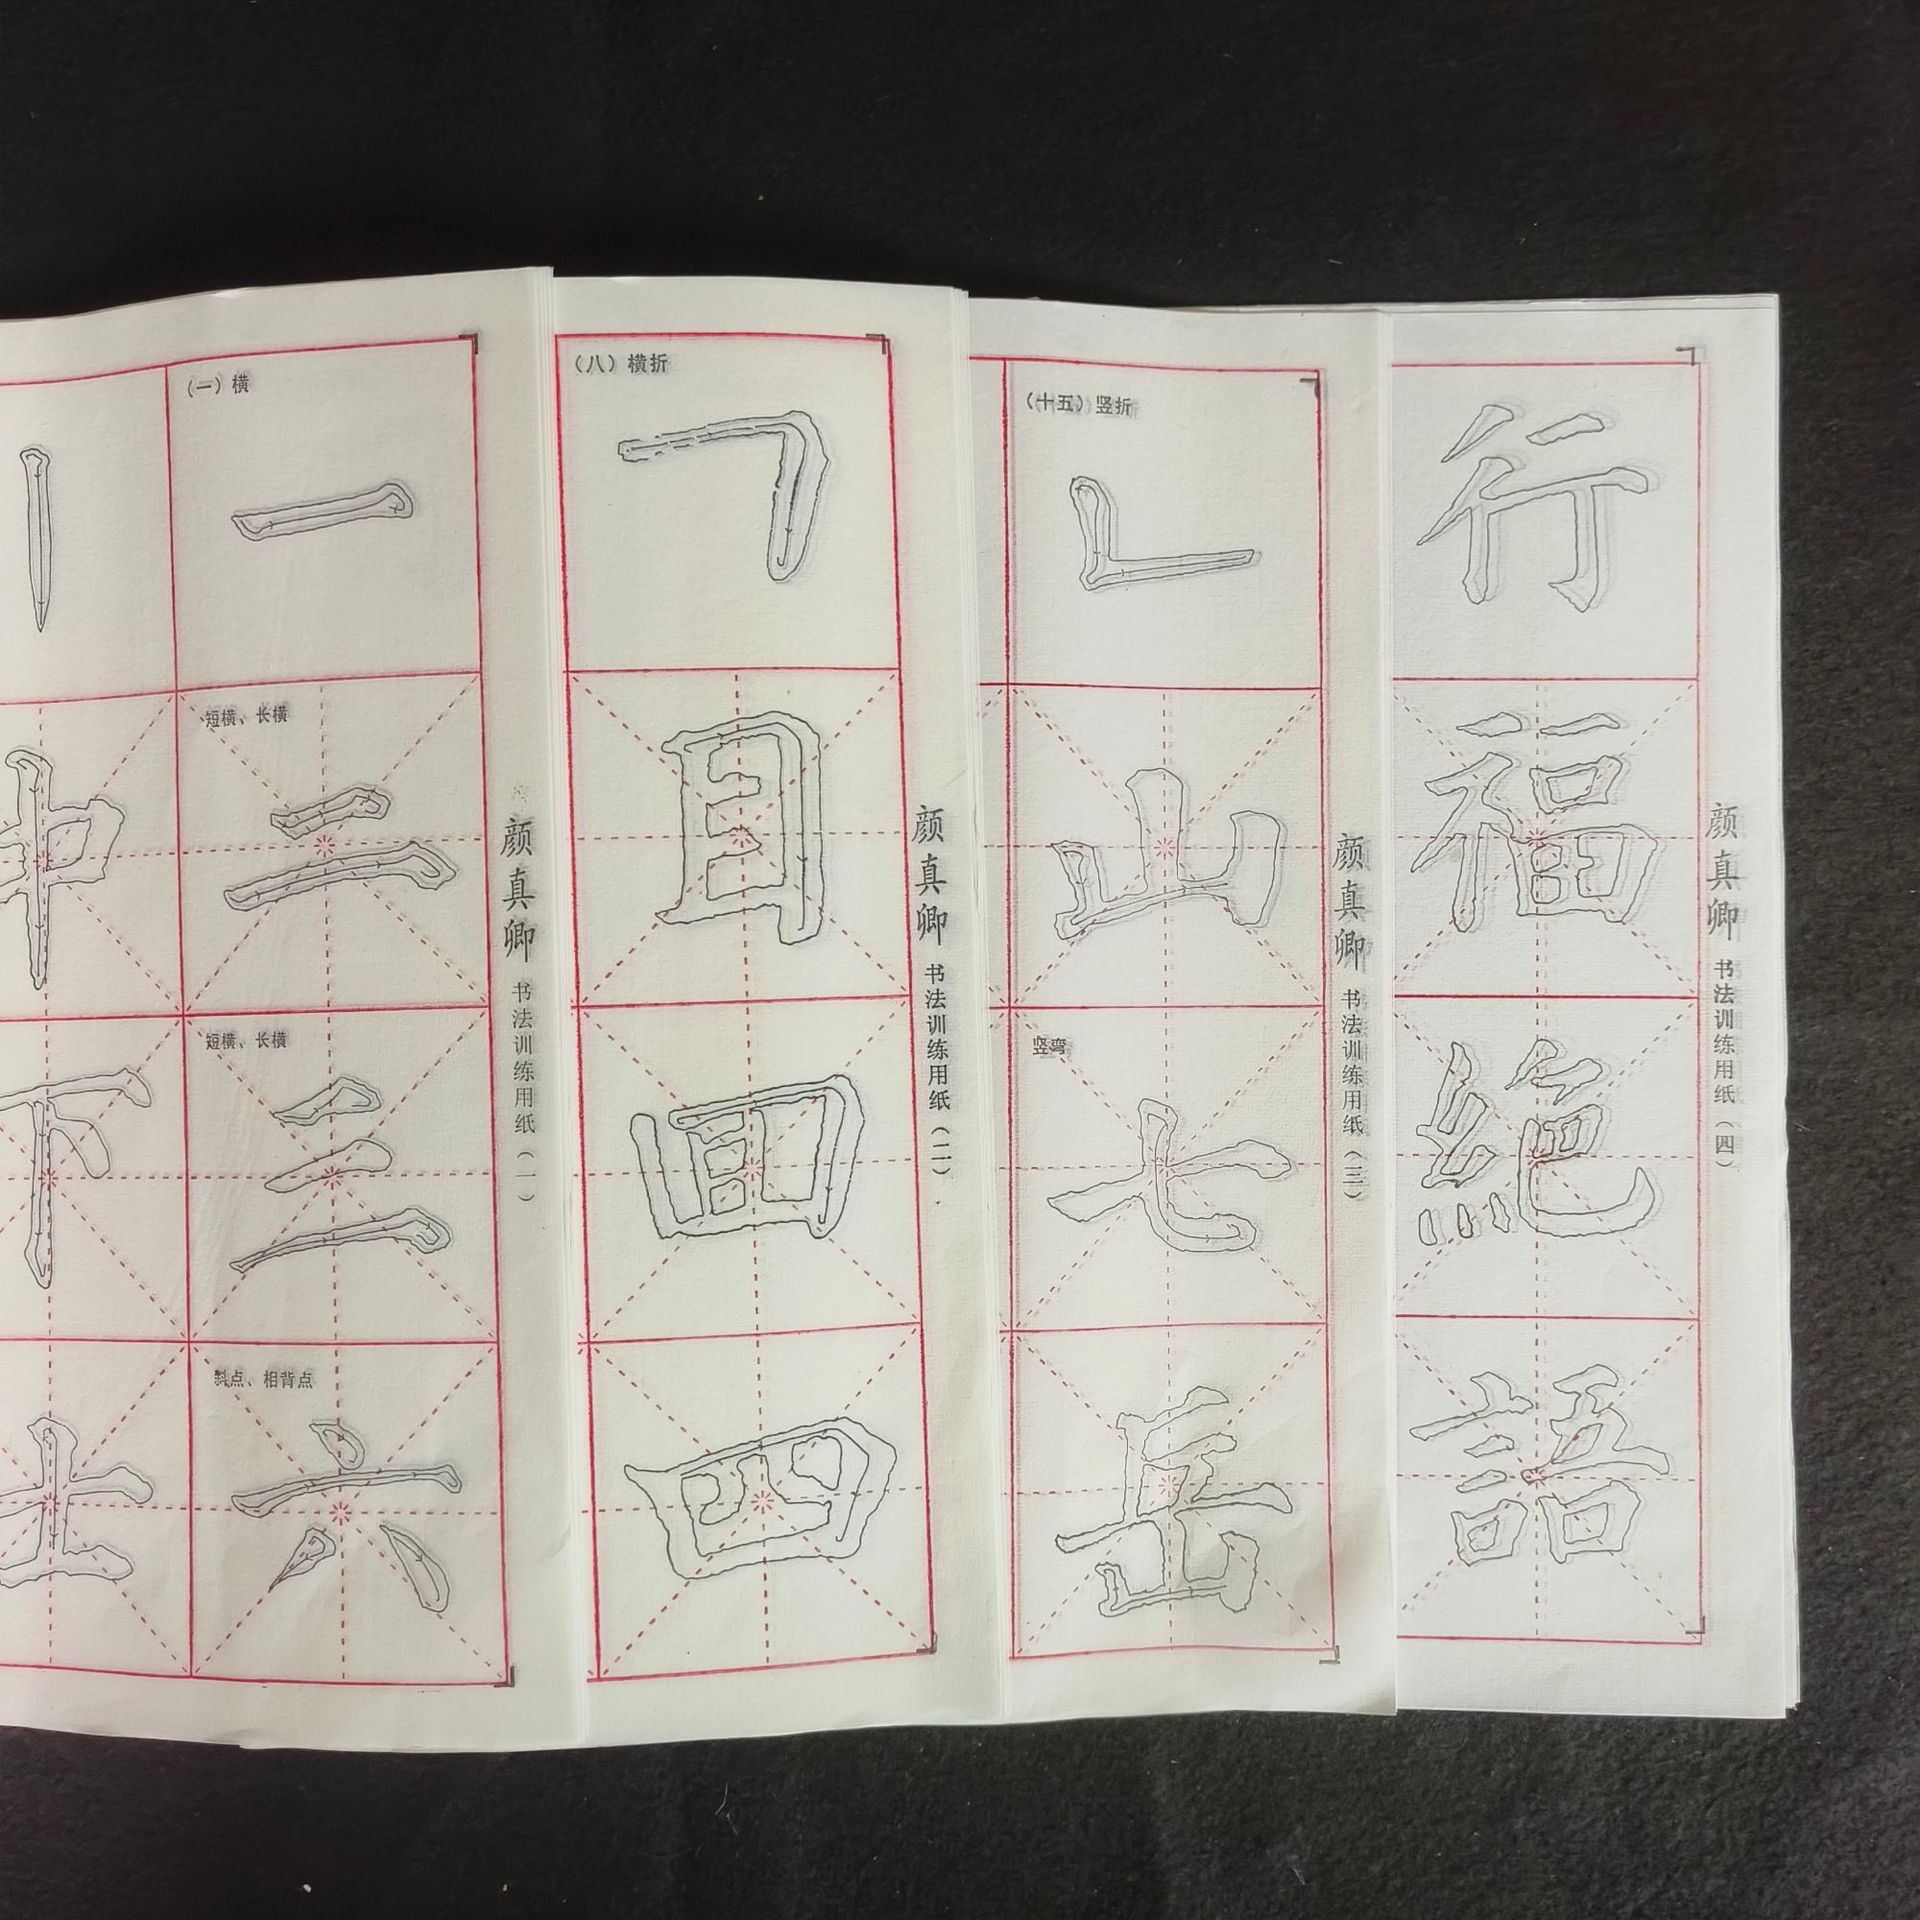 颜真卿 书法训练用纸（一）
（一）横
一
短横、长横
二
短横、长横
三
斜点、相背点
六
中
下
颜真卿 书法训练用纸（二）
（八）横折
目
回
四
颜真卿 书法训练用纸（三）
（十五）竖折
山
竖弯
七
岳
颜真卿 书法训练用纸（四）
行
福
絕
語